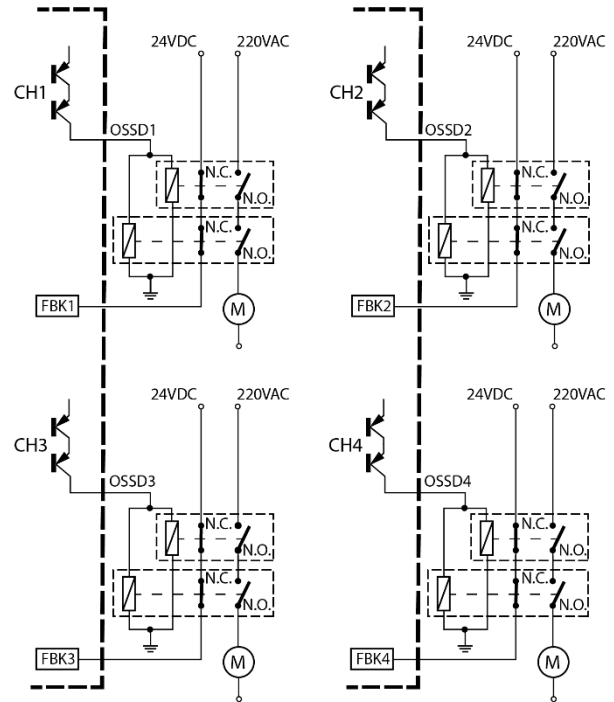 24VDC 220VAC
CH1
OSSD1
N.C.
N.O.
N.C.
N.O.
FBK1
M
24VDC 220VAC
CH2
OSSD2
N.C.
N.O.
N.C.
N.O.
FBK2
M
24VDC 220VAC
CH3
OSSD3
N.C.
N.O.
N.C.
N.O.
FBK3
M
24VDC 220VAC
CH4
OSSD4
N.C.
N.O.
N.C.
N.O.
FBK4
M